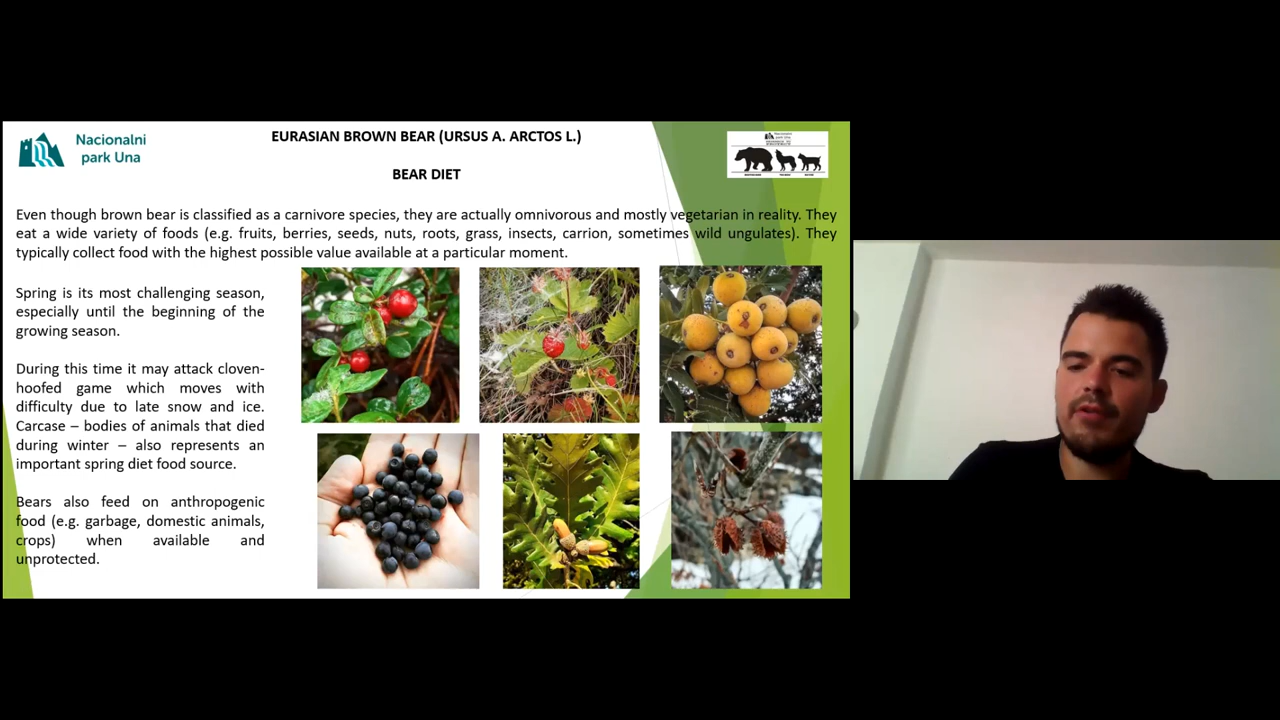 Nacionalni
park Una
EURASIAN BROWN BEAR (URSUS A. ARCTOS L.)
BEAR DIET
Even though brown bear is classified as a carnivore species, they are actually omnivorous and mostly vegetarian in reality. They
eat a wide variety of foods (e.g. fruits, berries, seeds, nuts, roots, grass, insects, carrion, sometimes wild ungulates). They
typically collect food with the highest possible value available at a particular moment.
Spring is its most challenging season,
especially until the beginning of the
growing season.
During this time it may attack cloven-
hoofed game which moves with
difficulty due to late snow and ice.
Carcase – bodies of animals that died
during winter – also represents an
important spring diet food source.
Bears also feed on anthropogenic
food (e.g. garbage, domestic animals,
crops) when available and
unprotected.